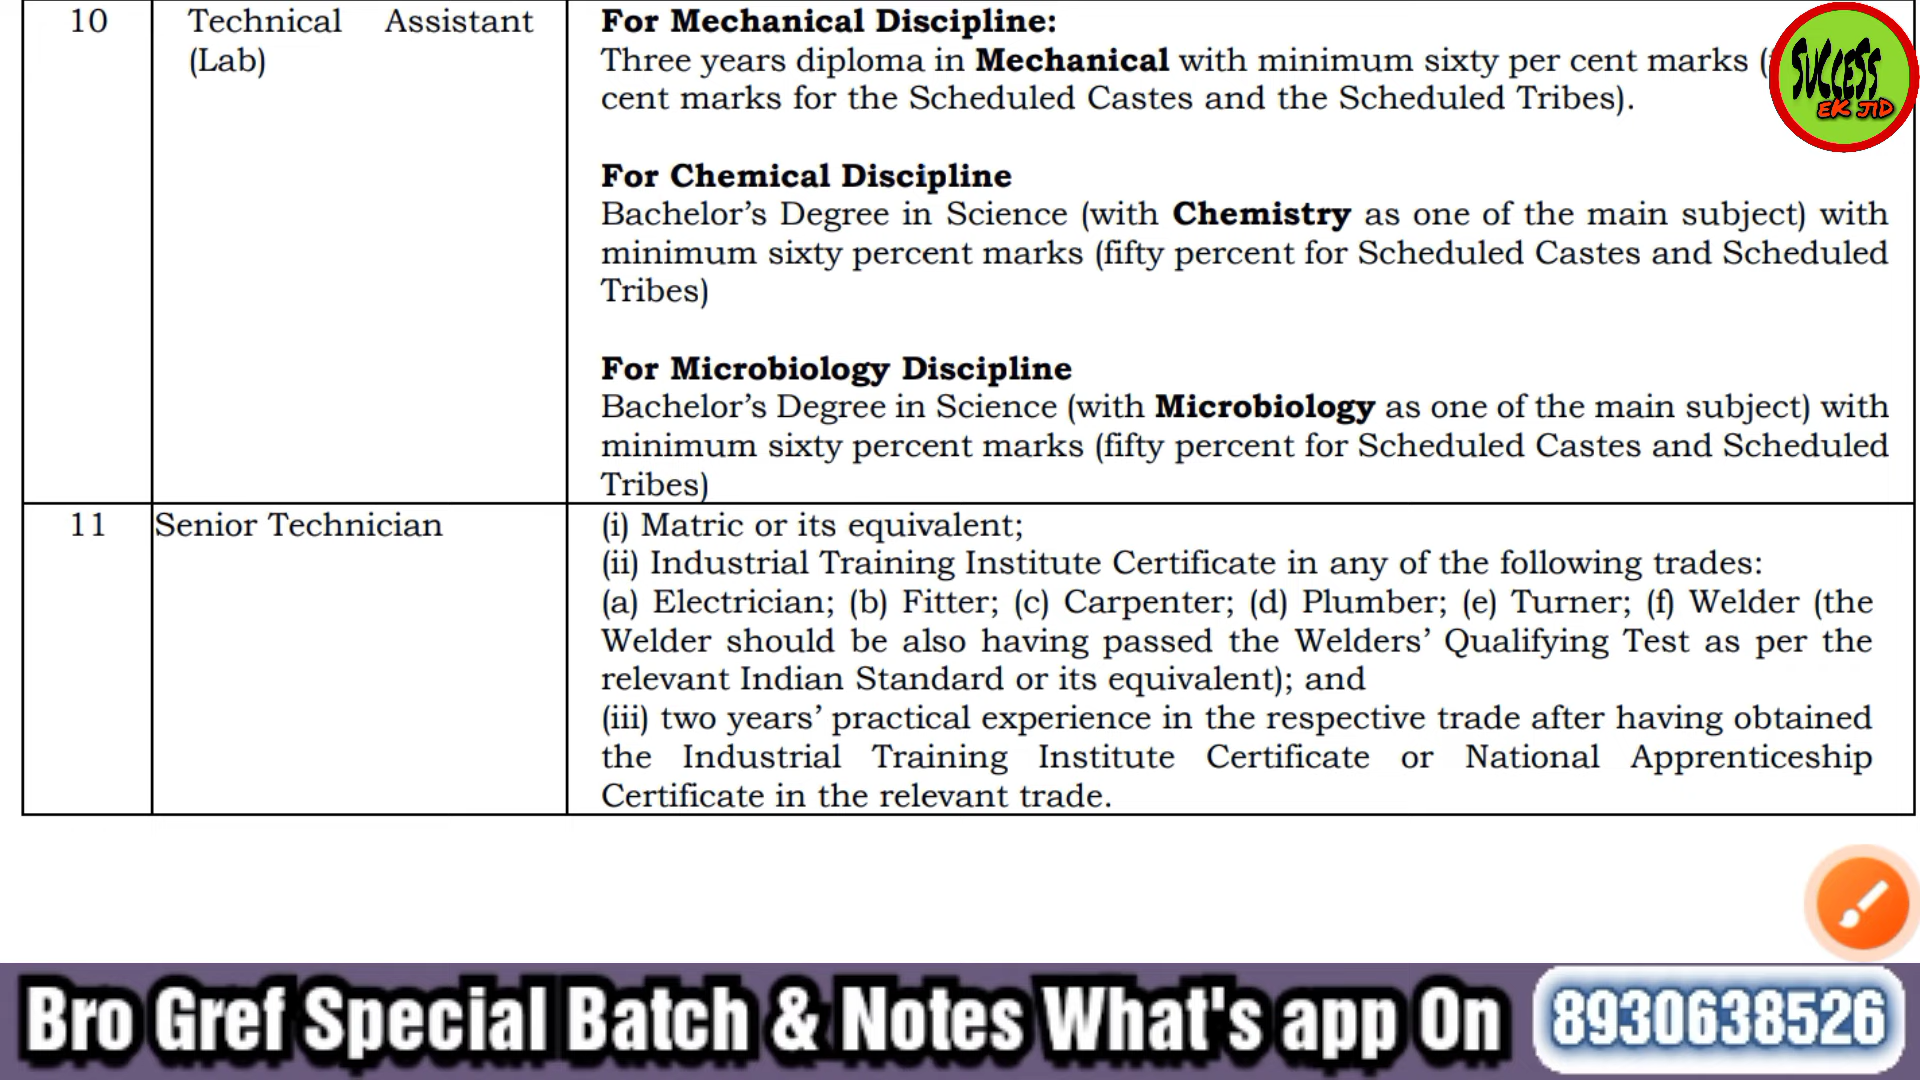 10
Technical Assistant
(Lab)
For Mechanical Discipline:
Three years diploma in Mechanical with minimum sixty per cent marks (
cent marks for the Scheduled Castes and the Scheduled Tribes).
For Chemical Discipline
Bachelor’s Degree in Science (with Chemistry as one of the main subject) with
minimum sixty percent marks (fifty percent for Scheduled Castes and Scheduled
Tribes)
For Microbiology Discipline
Bachelor’s Degree in Science (with Microbiology as one of the main subject) with
minimum sixty percent marks (fifty percent for Scheduled Castes and Scheduled
Tribes)
11
Senior Technician
(i) Matric or its equivalent;
(ii) Industrial Training Institute Certificate in any of the following trades:
(a) Electrician; (b) Fitter; (c) Carpenter; (d) Plumber; (e) Turner; (f) Welder (the
Welder should be also having passed the Welders’ Qualifying Test as per the
relevant Indian Standard or its equivalent); and
(iii) two years’ practical experience in the respective trade after having obtained
the Industrial Training Institute Certificate or National Apprenticeship
Certificate in the relevant trade.
SUCCESS
EK JID
Bro Gref Special Batch & Notes What's app On 8930638526